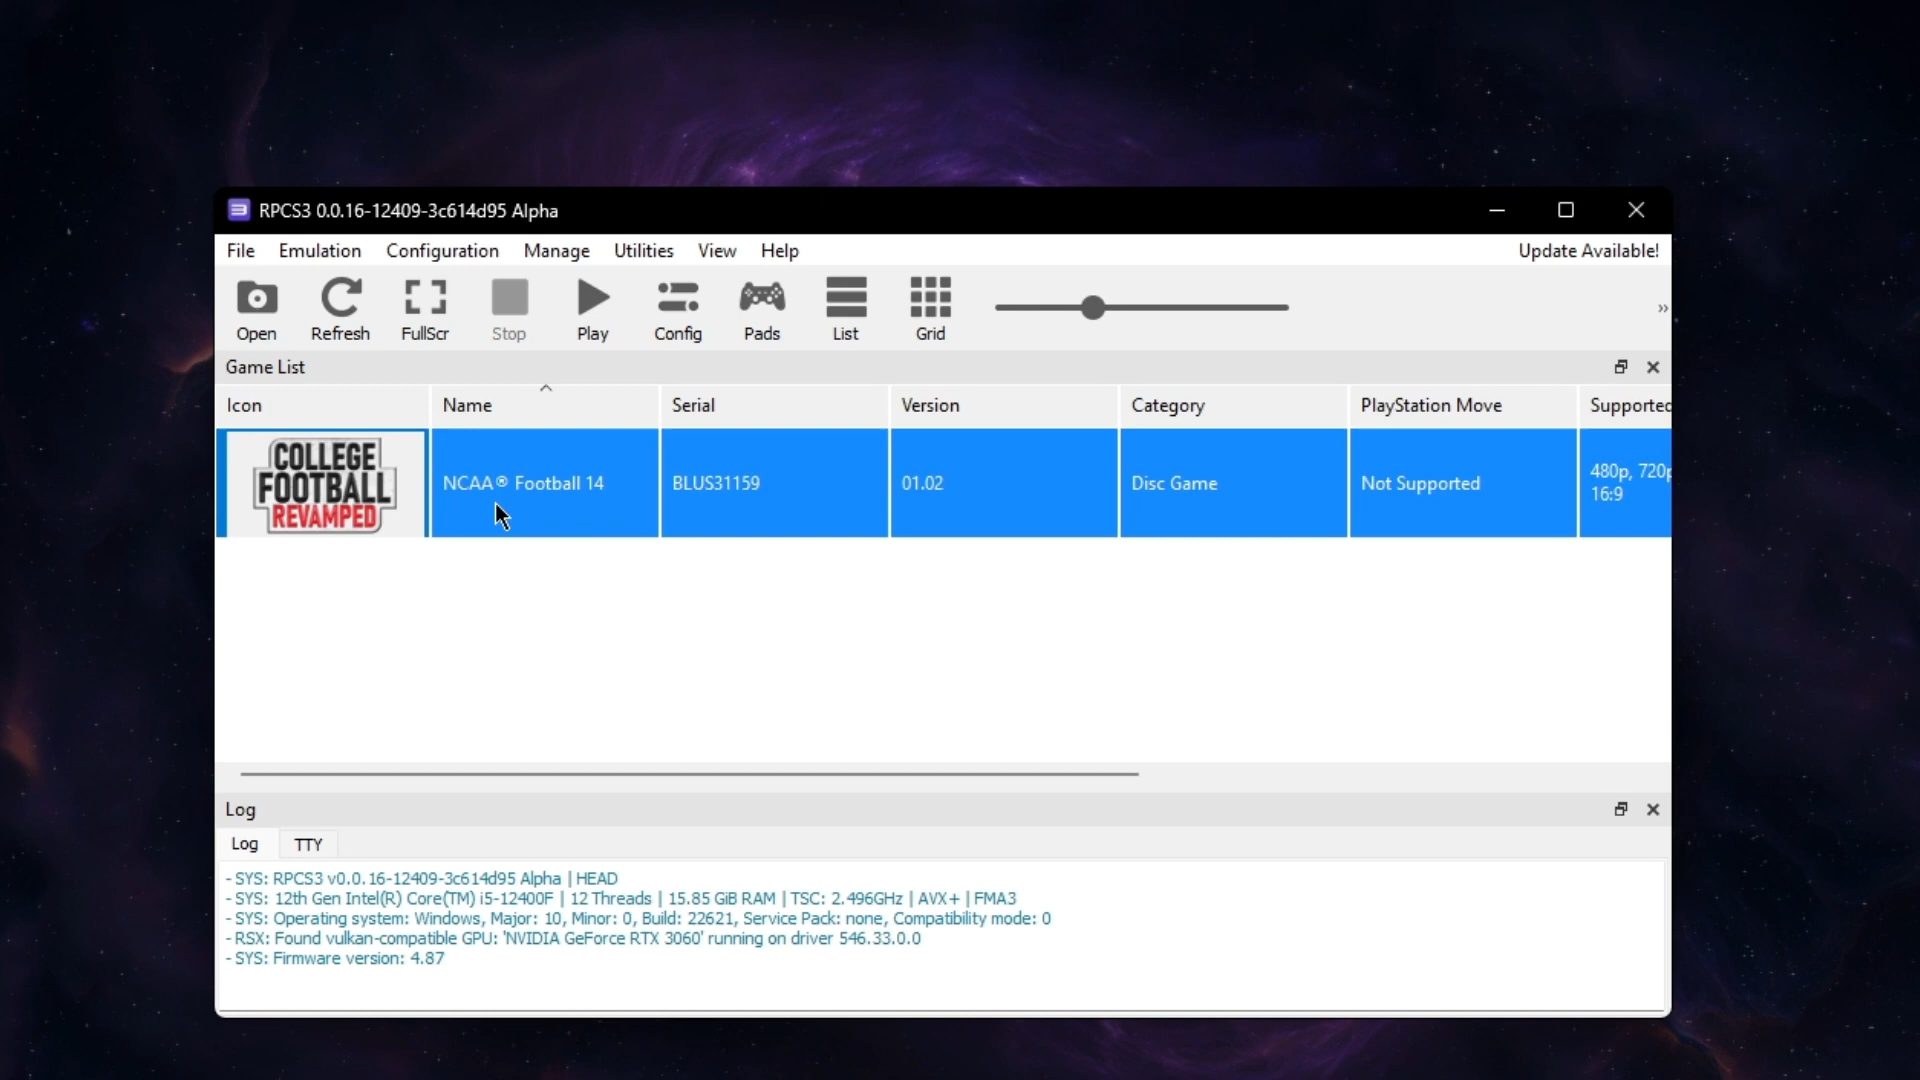 RPCS3 0.0.16-12409-3c614d95 Alpha
File Emulation Configuration Manage Utilities View Help Update Available!
Open Refresh FullScr Stop Play Config Pads List Grid
Game List
Icon Name Serial Version Category PlayStation Move Supported
COLLEGE
FOOTBALL
REVAMPED
NCAA® Football 14 BLUS31159 01.02 Disc Game Not Supported 480p, 720p
16:9
Log
Log TTY
- SYS: RPCS3 v0.0.16-12409-3c614d95 Alpha | HEAD
- SYS: 12th Gen Intel(R) Core(TM) i5-12400F | 12 Threads | 15.85 GiB RAM | TSC: 2.496GHz | AVX+ | FMA3
- SYS: Operating system: Windows, Major: 10, Minor: 0, Build: 22621, Service Pack: none, Compatibility mode: 0
- RSX: Found vulkan-compatible GPU: 'NVIDIA GeForce RTX 3060' running on driver 546.33.0.0
- SYS: Firmware version: 4.87